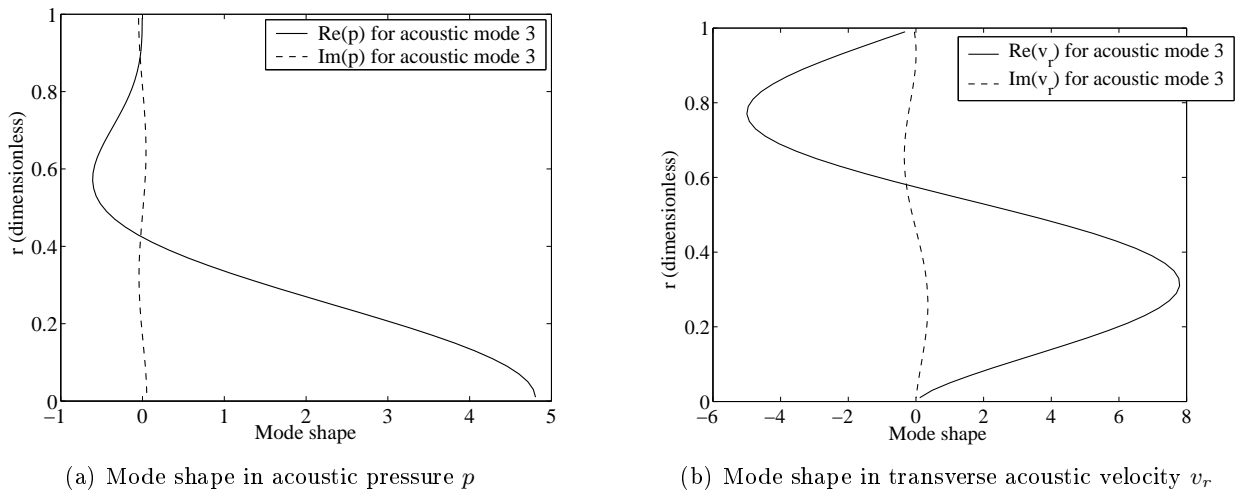 1
0.8
0.6
0.4
0.2
0
r (dimensionless)
Re(p) for acoustic mode 3
Im(p) for acoustic mode 3
−1 0 1 2 3 4 5
Mode shape
(a) Mode shape in acoustic pressure p
1
0.8
0.6
0.4
0.2
0
r (dimensionless)
Re(v_r) for acoustic mode 3
Im(v_r) for acoustic mode 3
−6 −4 −2 0 2 4 6 8
Mode shape
(b) Mode shape in transverse acoustic velocity v_r